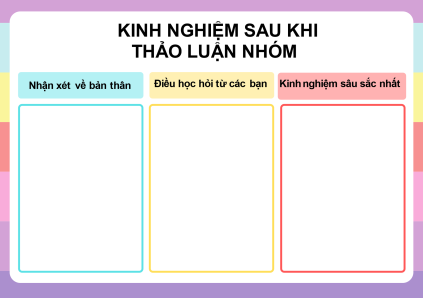 KINH NGHIỆM SAU KHI
THẢO LUẬN NHÓM
Nhận xét về bản thân
Điều học hỏi từ các bạn
Kinh nghiệm sâu sắc nhất